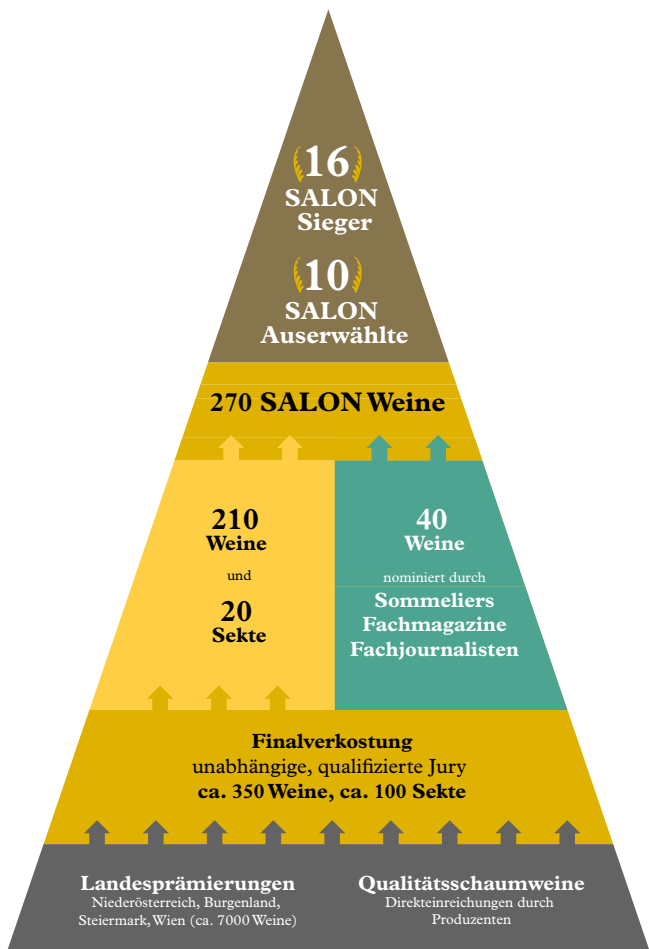 16
SALON
Sieger
10
SALON
Auserwählte
270 SALON Weine
210
Weine
und
20
Sekte
40
Weine
nominiert durch
Sommeliers
Fachmagazine
Fachjournalisten
Finalverkostung
unabhängige, qualifizierte Jury
ca. 350 Weine, ca. 100 Sekte
Landesprämierungen
Niederösterreich, Burgenland,
Steiermark, Wien (ca. 7000 Weine)
Qualitätsschaumweine
Direkteinreichungen durch
Produzenten